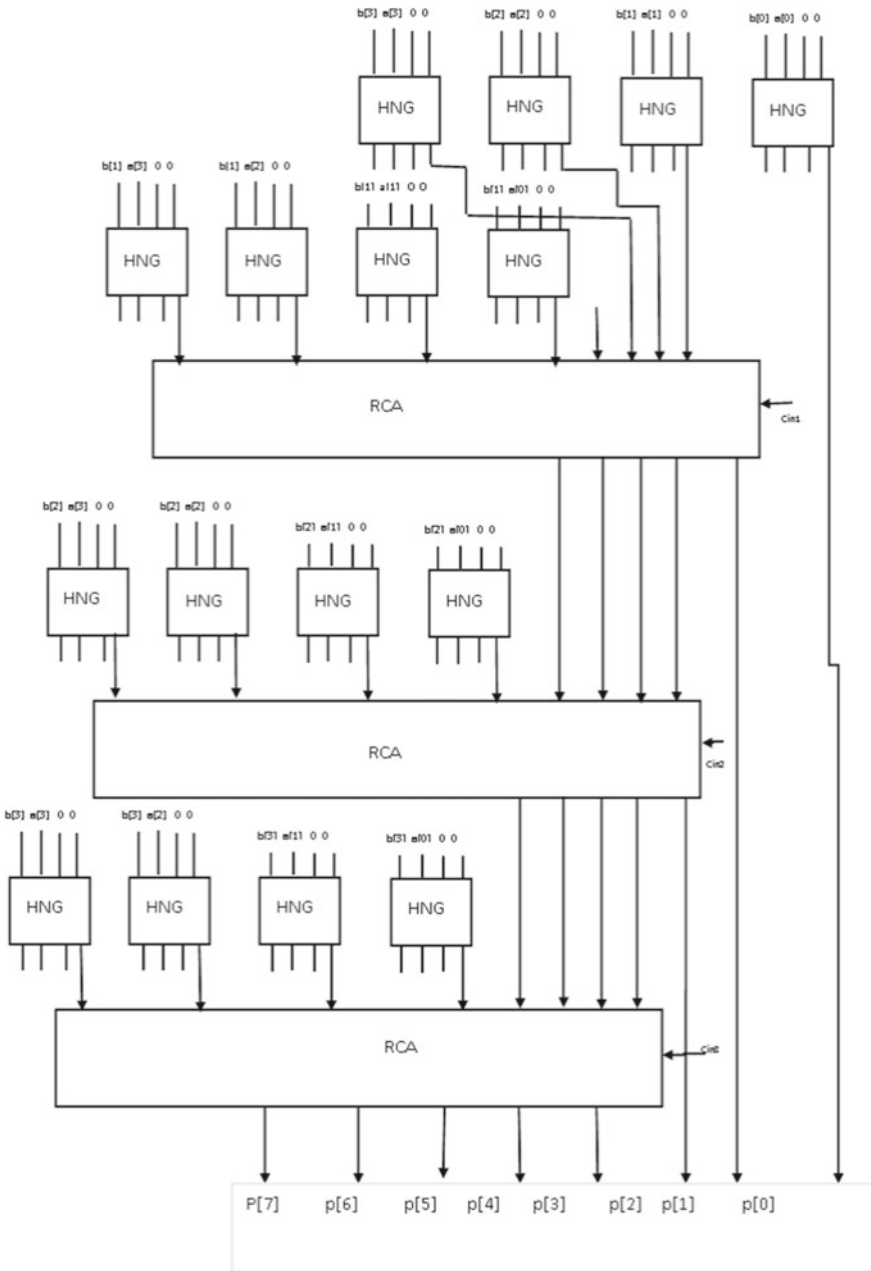 b[3] a[3] 0 0 b[2] a[2] 0 0 b[1] a[1] 0 0 b[0] a[0] 0 0
HNG HNG HNG HNG
b[1] a[3] 0 0 b[1] a[2] 0 0 b[1] a[1] 0 0 b[1] a[0] 0 0
HNG HNG HNG HNG
RCA
Cin1
b[2] a[3] 0 0 b[2] a[2] 0 0 b[2] a[1] 0 0 b[2] a[0] 0 0
HNG HNG HNG HNG
RCA
Cin2
b[3] a[3] 0 0 b[3] a[2] 0 0 b[3] a[1] 0 0 b[3] a[0] 0 0
HNG HNG HNG HNG
RCA
P[7] p[6] p[5] p[4] p[3] p[2] p[1] p[0]